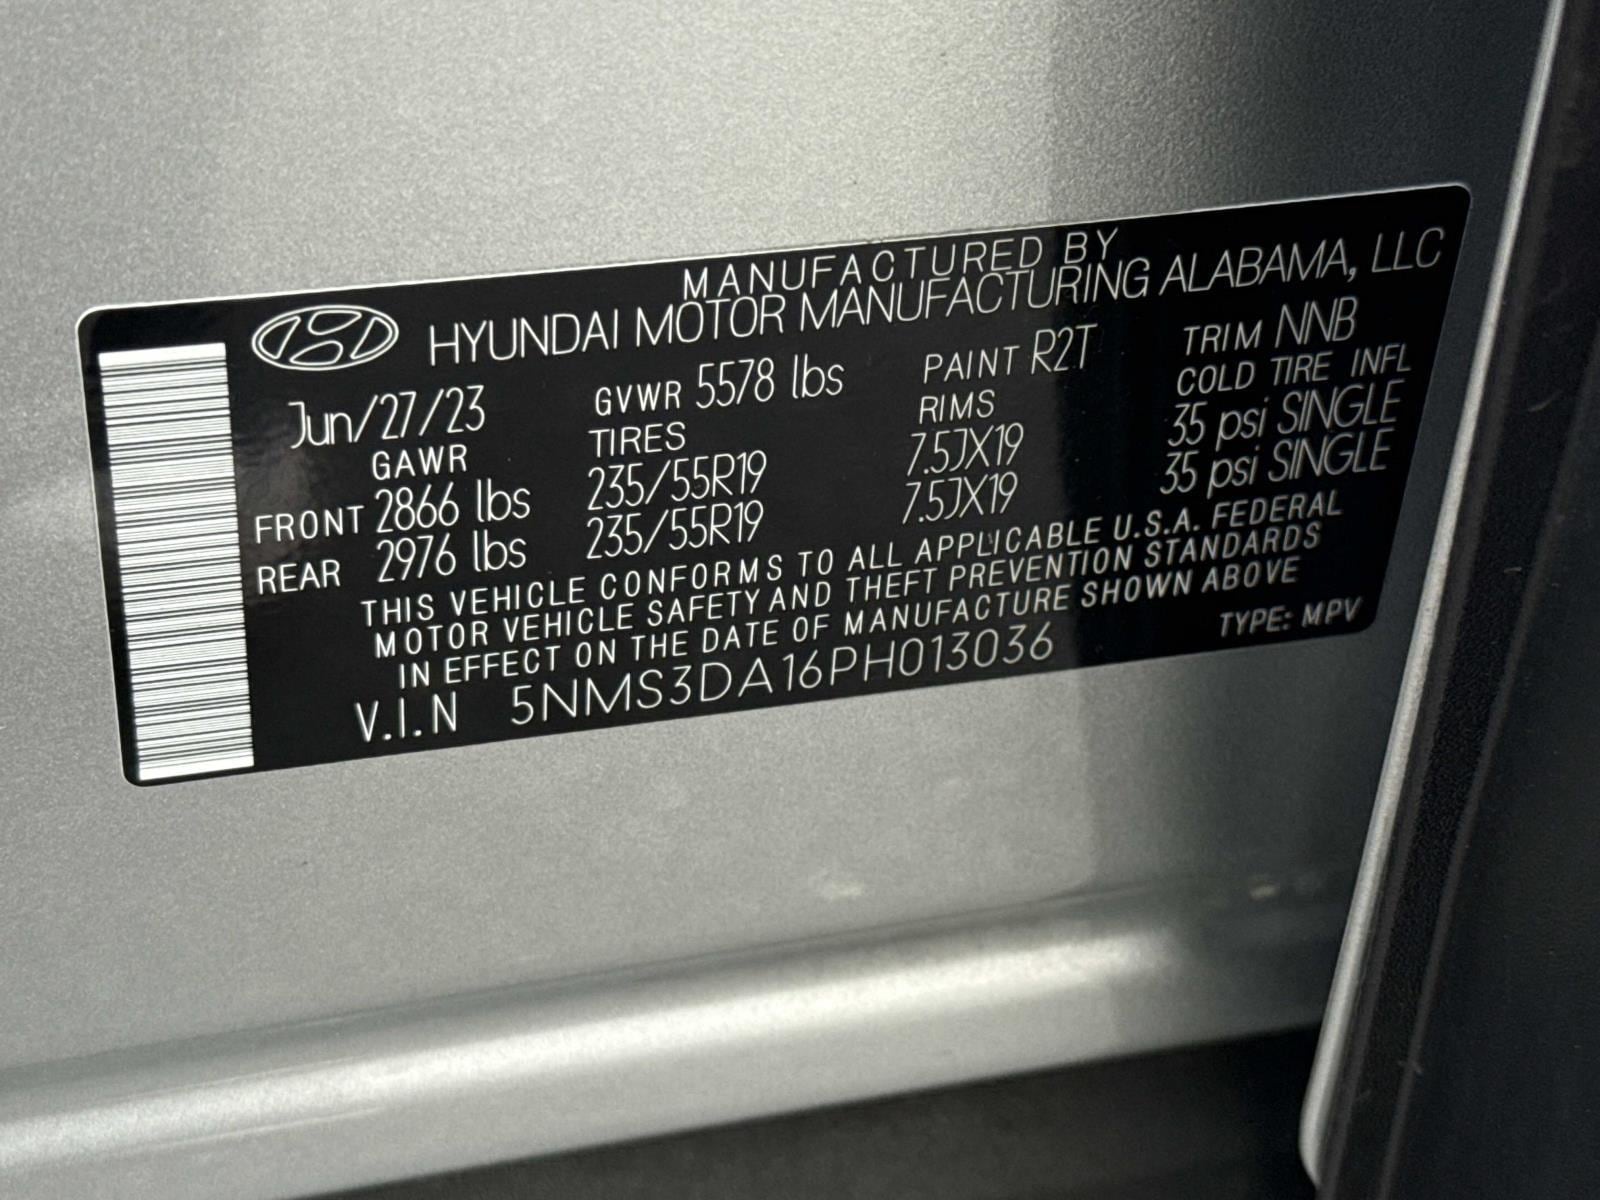 MANUFACTURED BY
HYUNDAI MOTOR MANUFACTURING ALABAMA, LLC
Jun/27/23 GVWR 5578 lbs PAINT R2T TRIM NNB
GAWR TIRES RIMS COLD TIRE INFL
FRONT 2866 lbs 235/55R19 7.5JX19 35 psi SINGLE
REAR 2976 lbs 235/55R19 7.5JX19 35 psi SINGLE
THIS VEHICLE CONFORMS TO ALL APPLICABLE U.S.A. FEDERAL
MOTOR VEHICLE SAFETY AND THEFT PREVENTION STANDARDS
IN EFFECT ON THE DATE OF MANUFACTURE SHOWN ABOVE
V.I.N 5NMS3DA16PH013036 TYPE: MPV